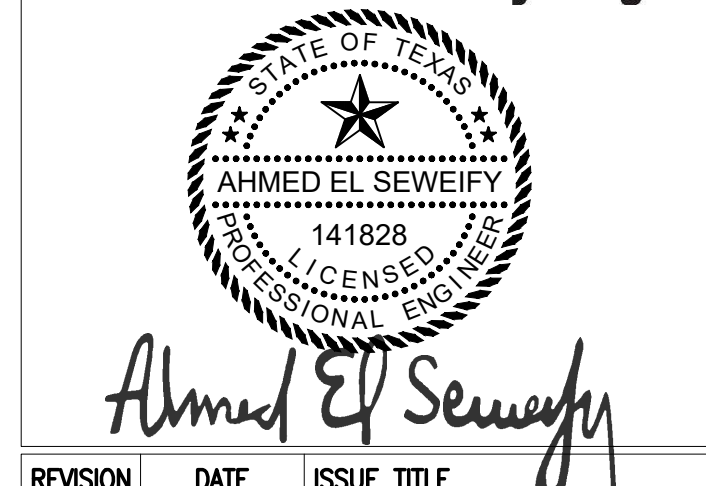 STATE OF TEXAS
AHMED EL SEWEIFY
141828
LICENSED
PROFESSIONAL ENGINEER
Ahmed El Seweify
REVISION DATE ISSUE TITLE